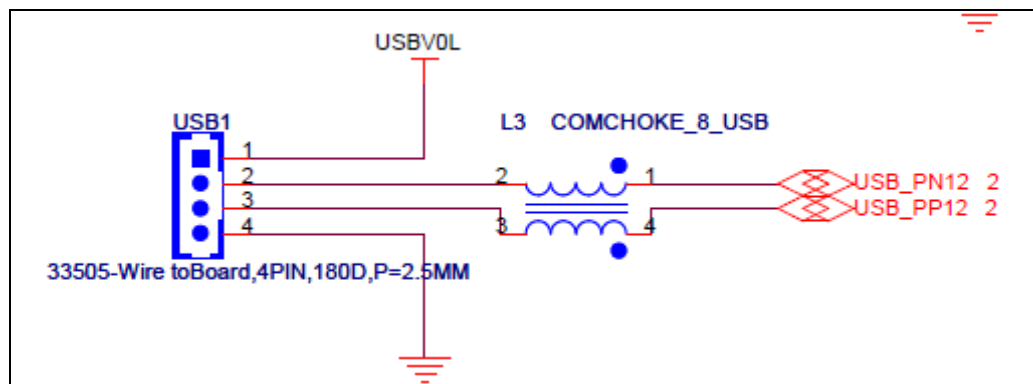 USBV0L
USB1
L3 COMCHOKE_8_USB
1
2
3
4
2
1
3
4
USB_PN12 2
USB_PP12 2
33505-Wire toBoard,4PIN,180D,P=2.5MM